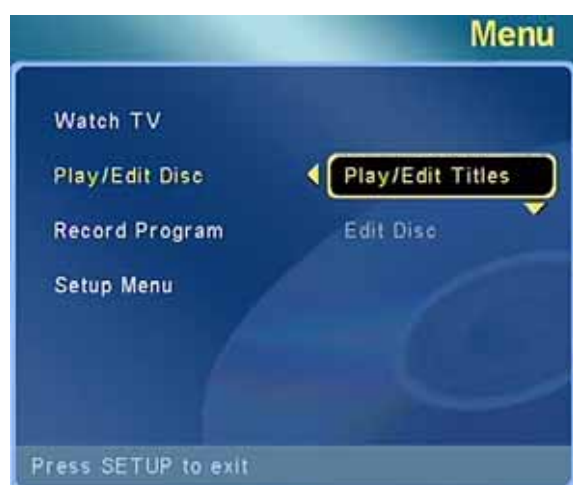 Menu
Watch TV
Play/Edit Disc
Play/Edit Titles
Record Program
Edit Disc
Setup Menu
Press SETUP to exit